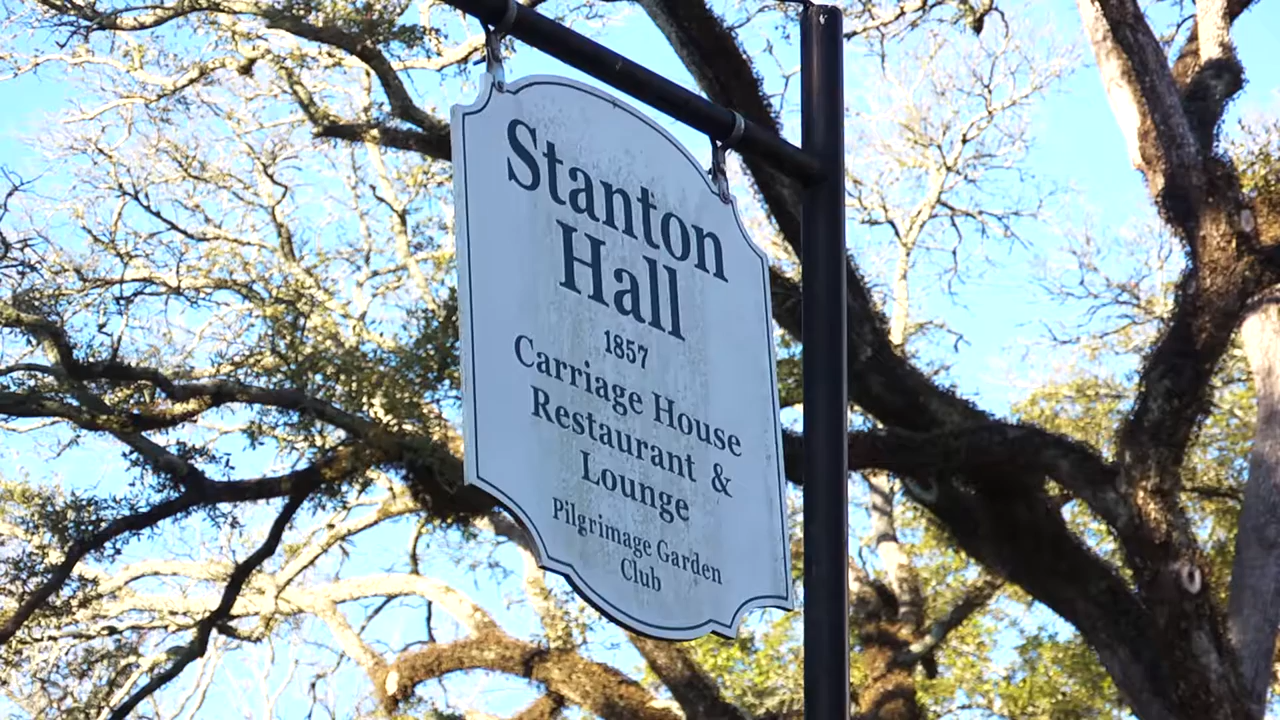 Stanton
Hall
1857
Carriage House
Restaurant &
Lounge
Pilgrimage Garden
Club